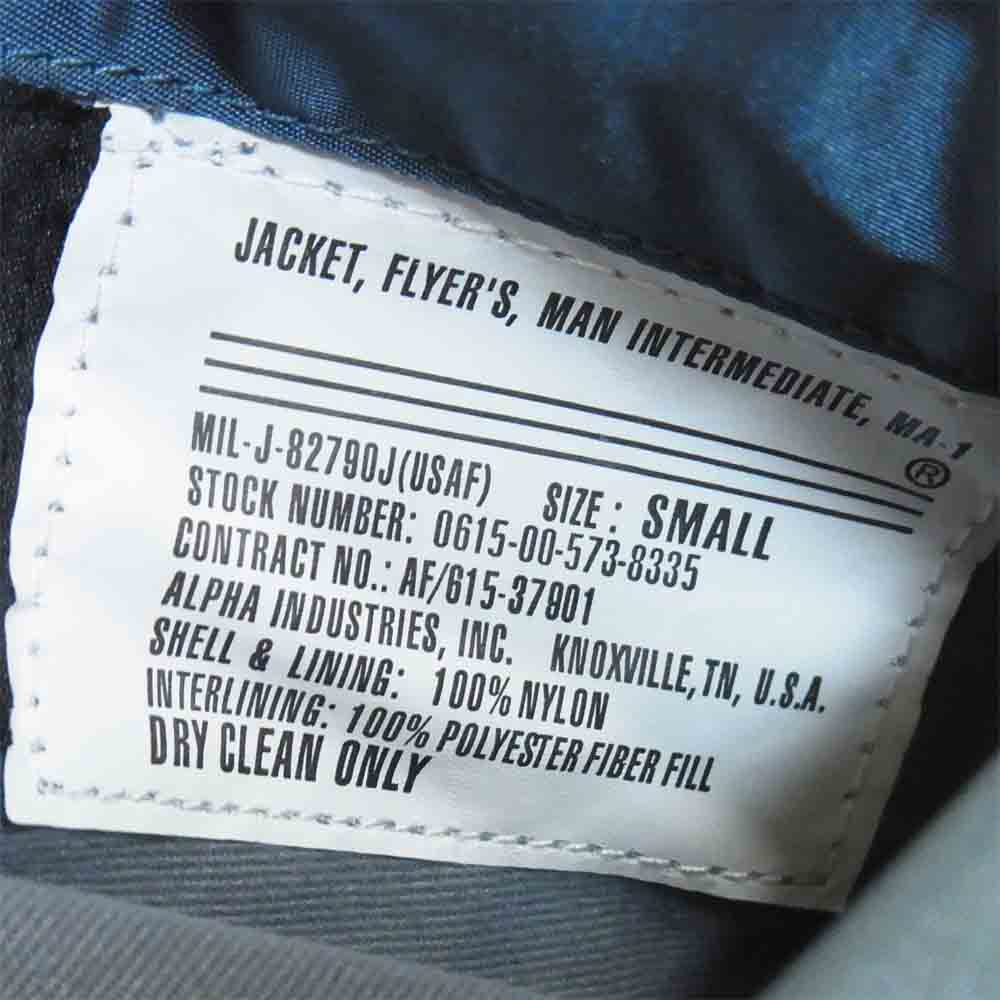 JACKET, FLYER'S, MAN INTERMEDIATE, MA-1
®
MIL-J-82790J(USAF) SIZE: SMALL
STOCK NUMBER: 0615-00-573-8335
CONTRACT NO.: AF/615-37901
ALPHA INDUSTRIES, INC. KNOXVILLE, TN, U.S.A.
SHELL & LINING: 100% NYLON
INTERLINING: 100% POLYESTER FIBER FILL
DRY CLEAN ONLY